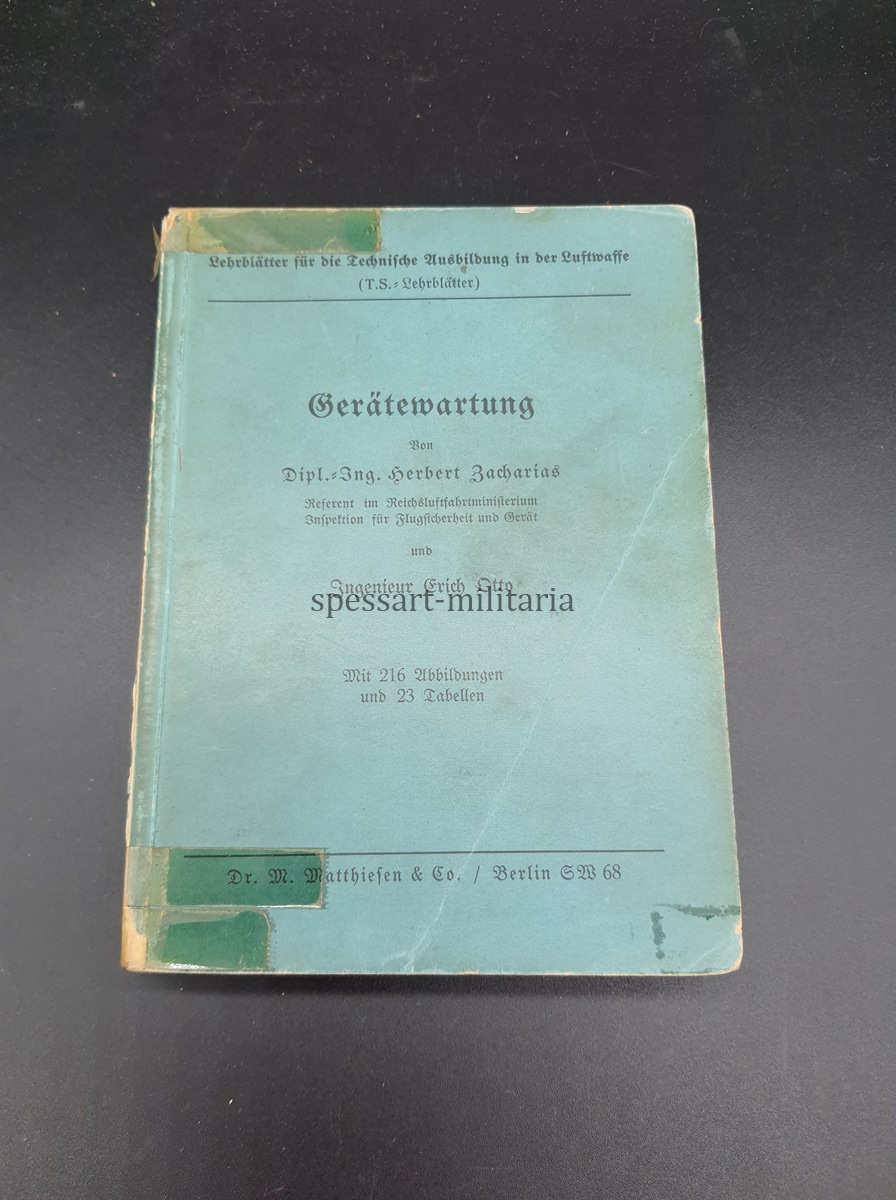 Lehrblätter für die Technische Ausbildung in der Luftwaffe
(T.S.-Lehrblätter)
Gerätewartung
Von
Dipl.-Ing. Herbert Zacharias
Referent im Reichsluftfahrtministerium
Inspektion für Flugsicherheit und Gerät
und
Ingenieur Erich Otto
spessart-militaria
Mit 216 Abbildungen
und 23 Tabellen
Dr. M. Matthiesen & Co. / Berlin SW 68